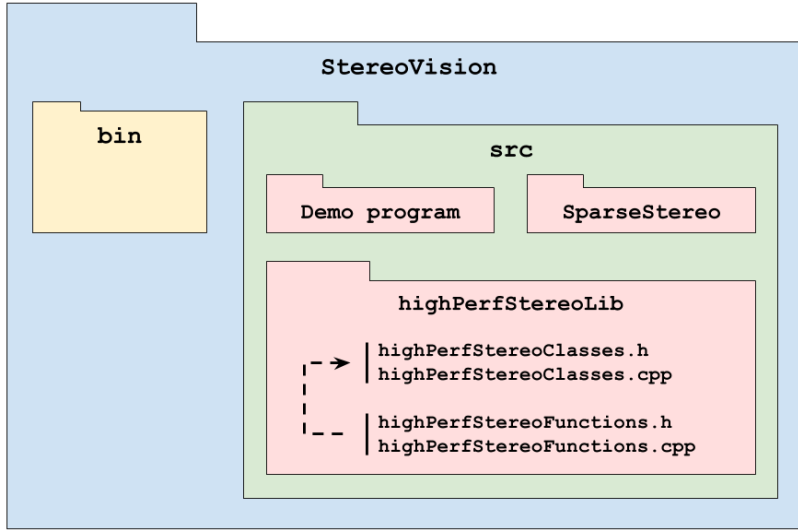 StereoVision
bin
src
Demo program
SparseStereo
highPerfStereoLib
highPerfStereoClasses.h
highPerfStereoClasses.cpp
highPerfStereoFunctions.h
highPerfStereoFunctions.cpp